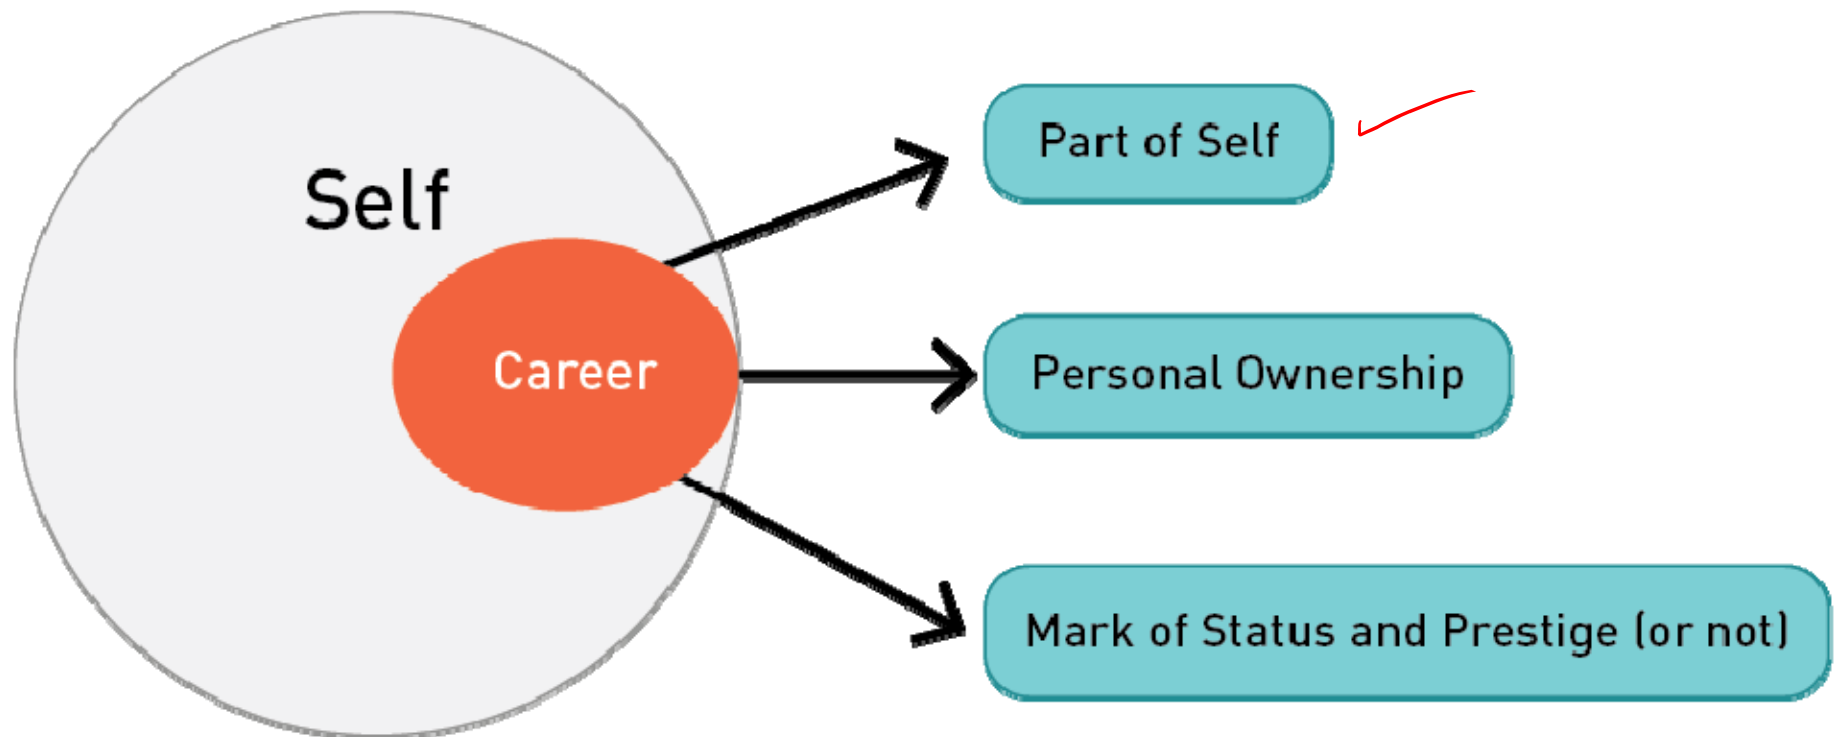 Self
Career
Part of Self
Personal Ownership
Mark of Status and Prestige (or not)